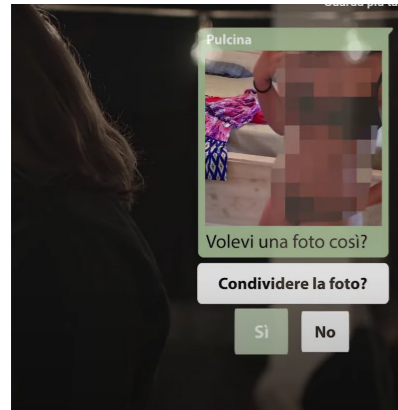 Pulcina
Volevi una foto così?
Condividere la foto?
Sì
No